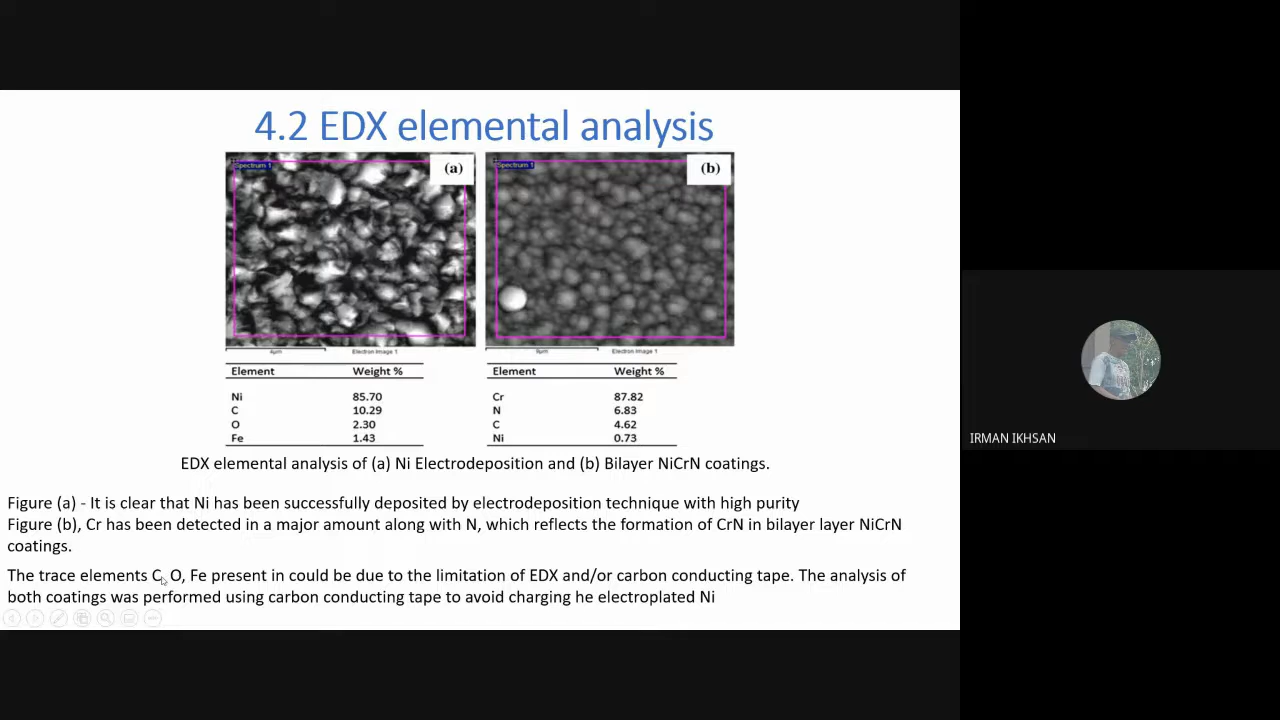 4.2 EDX elemental analysis
Spectrum 1
(a)
Spectrum 1
(b)
4µm
Electron Image 1
8µm
Electron Image 1
Element Weight %
Ni 85.70
C 10.29
O 2.30
Fe 1.43
Element Weight %
Cr 87.82
N 6.83
C 4.62
Ni 0.73
EDX elemental analysis of (a) Ni Electrodeposition and (b) Bilayer NiCrN coatings.
Figure (a) - It is clear that Ni has been successfully deposited by electrodeposition technique with high purity
Figure (b), Cr has been detected in a major amount along with N, which reflects the formation of CrN in bilayer layer NiCrN
coatings.
The trace elements C, O, Fe present in could be due to the limitation of EDX and/or carbon conducting tape. The analysis of
both coatings was performed using carbon conducting tape to avoid charging he electroplated Ni
IRMAN IKHSAN